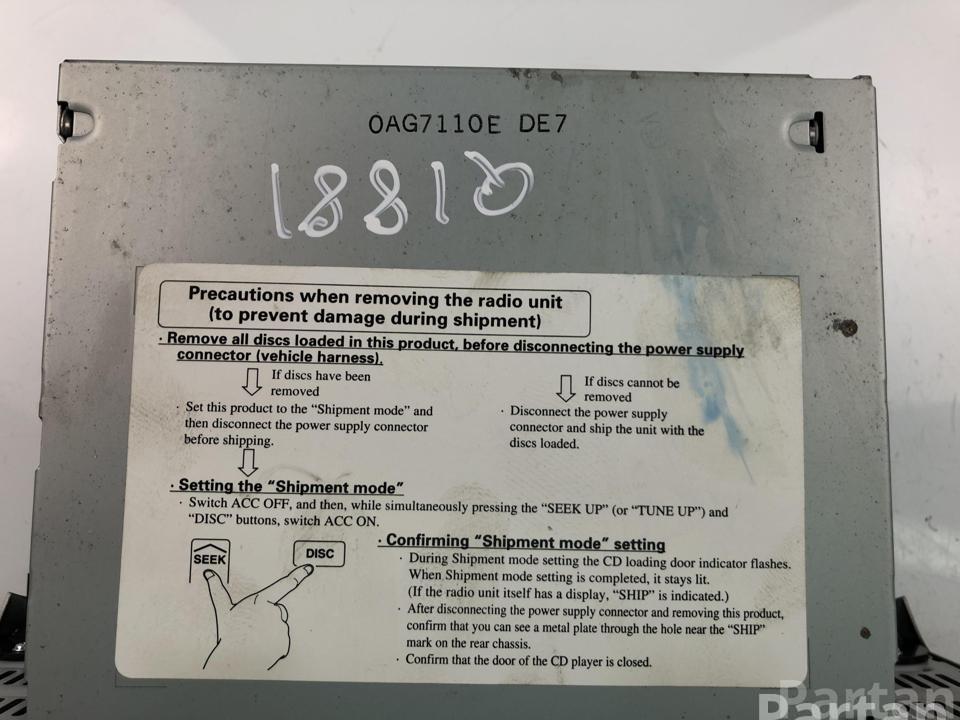 0AG7110E DE7
18810
Precautions when removing the radio unit
(to prevent damage during shipment)
· Remove all discs loaded in this product, before disconnecting the power supply
connector (vehicle harness).
If discs have been
removed
If discs cannot be
removed
· Set this product to the “Shipment mode” and
then disconnect the power supply connector
before shipping.
· Disconnect the power supply
connector and ship the unit with the
discs loaded.
· Setting the “Shipment mode”
· Switch ACC OFF, and then, while simultaneously pressing the “SEEK UP” (or “TUNE UP”) and
“DISC” buttons, switch ACC ON.
SEEK
DISC
· Confirming “Shipment mode” setting
· During Shipment mode setting the CD loading door indicator flashes.
When Shipment mode setting is completed, it stays lit.
(If the radio unit itself has a display, “SHIP” is indicated.)
· After disconnecting the power supply connector and removing this product,
confirm that you can see a metal plate through the hole near the “SHIP”
mark on the rear chassis.
· Confirm that the door of the CD player is closed.
Partan
Partan